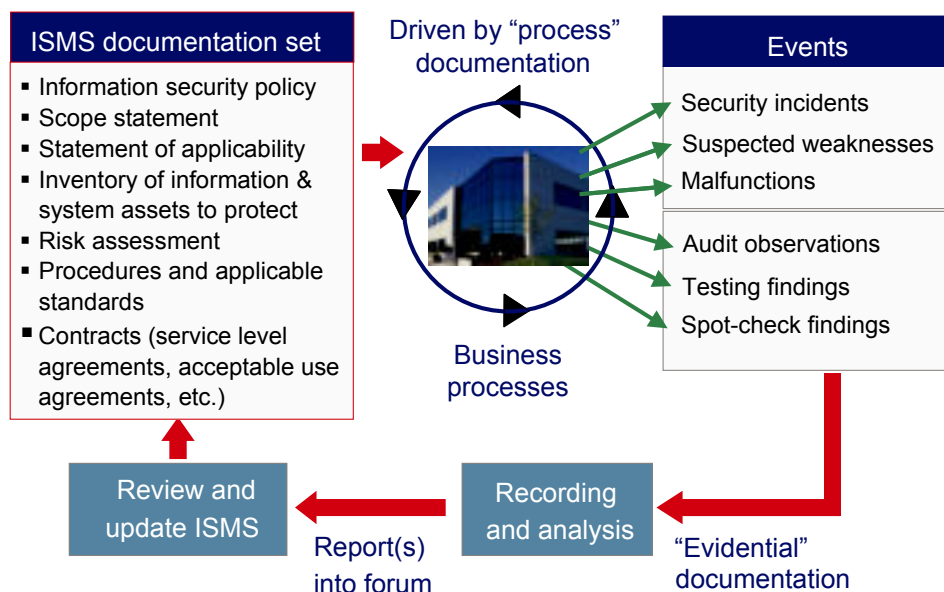 ISMS documentation set
▪ Information security policy
▪ Scope statement
▪ Statement of applicability
▪ Inventory of information &
system assets to protect
▪ Risk assessment
▪ Procedures and applicable
standards
▪ Contracts (service level
agreements, acceptable use
agreements, etc.)
Driven by “process”
documentation
Business
processes
Events
Security incidents
Suspected weaknesses
Malfunctions
Audit observations
Testing findings
Spot-check findings
“Evidential”
documentation
Recording
and analysis
Report(s)
into forum
Review and
update ISMS